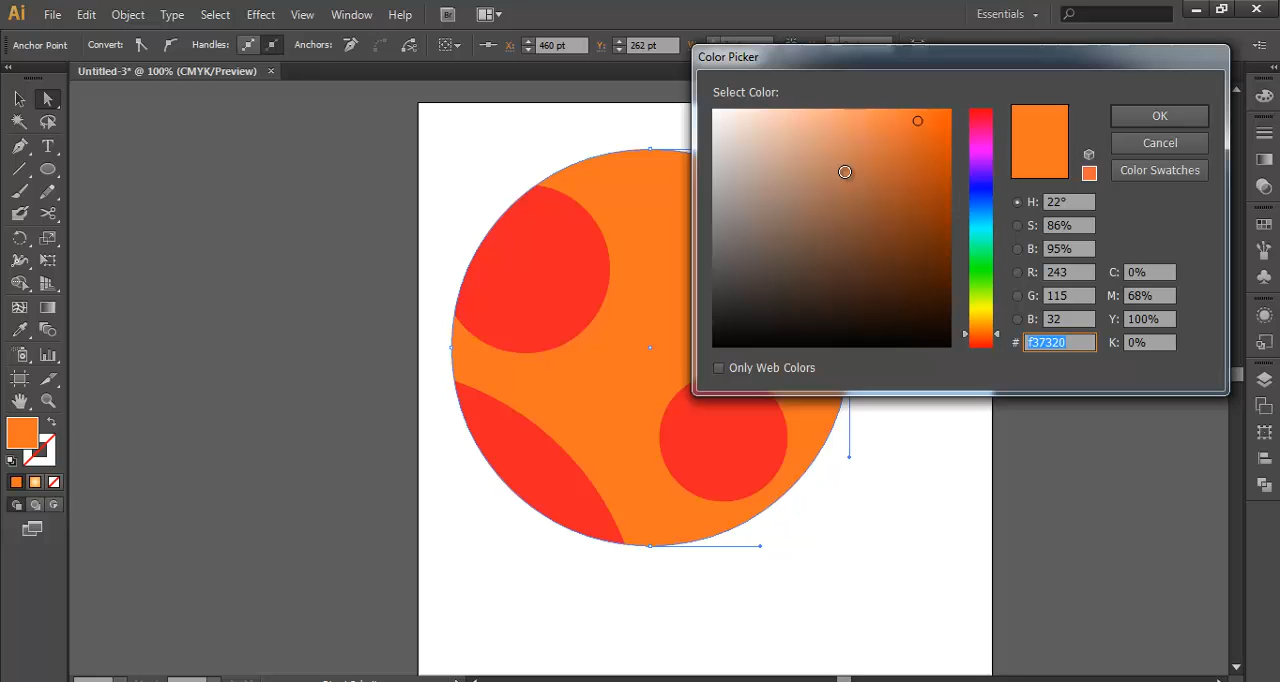 Ai File Edit Object Type Select Effect View Window Help Br Essentials
Anchor Point Convert: Handles: Anchors: X: 460 pt Y: 262 pt
Untitled-3* @ 100% (CMYK/Preview) ×
Color Picker
Select Color:
OK
Cancel
Color Swatches
H: 22°
S: 86%
B: 95%
R: 243 C: 0%
G: 115 M: 68%
B: 32 Y: 100%
# f37320 K: 0%
Only Web Colors
T